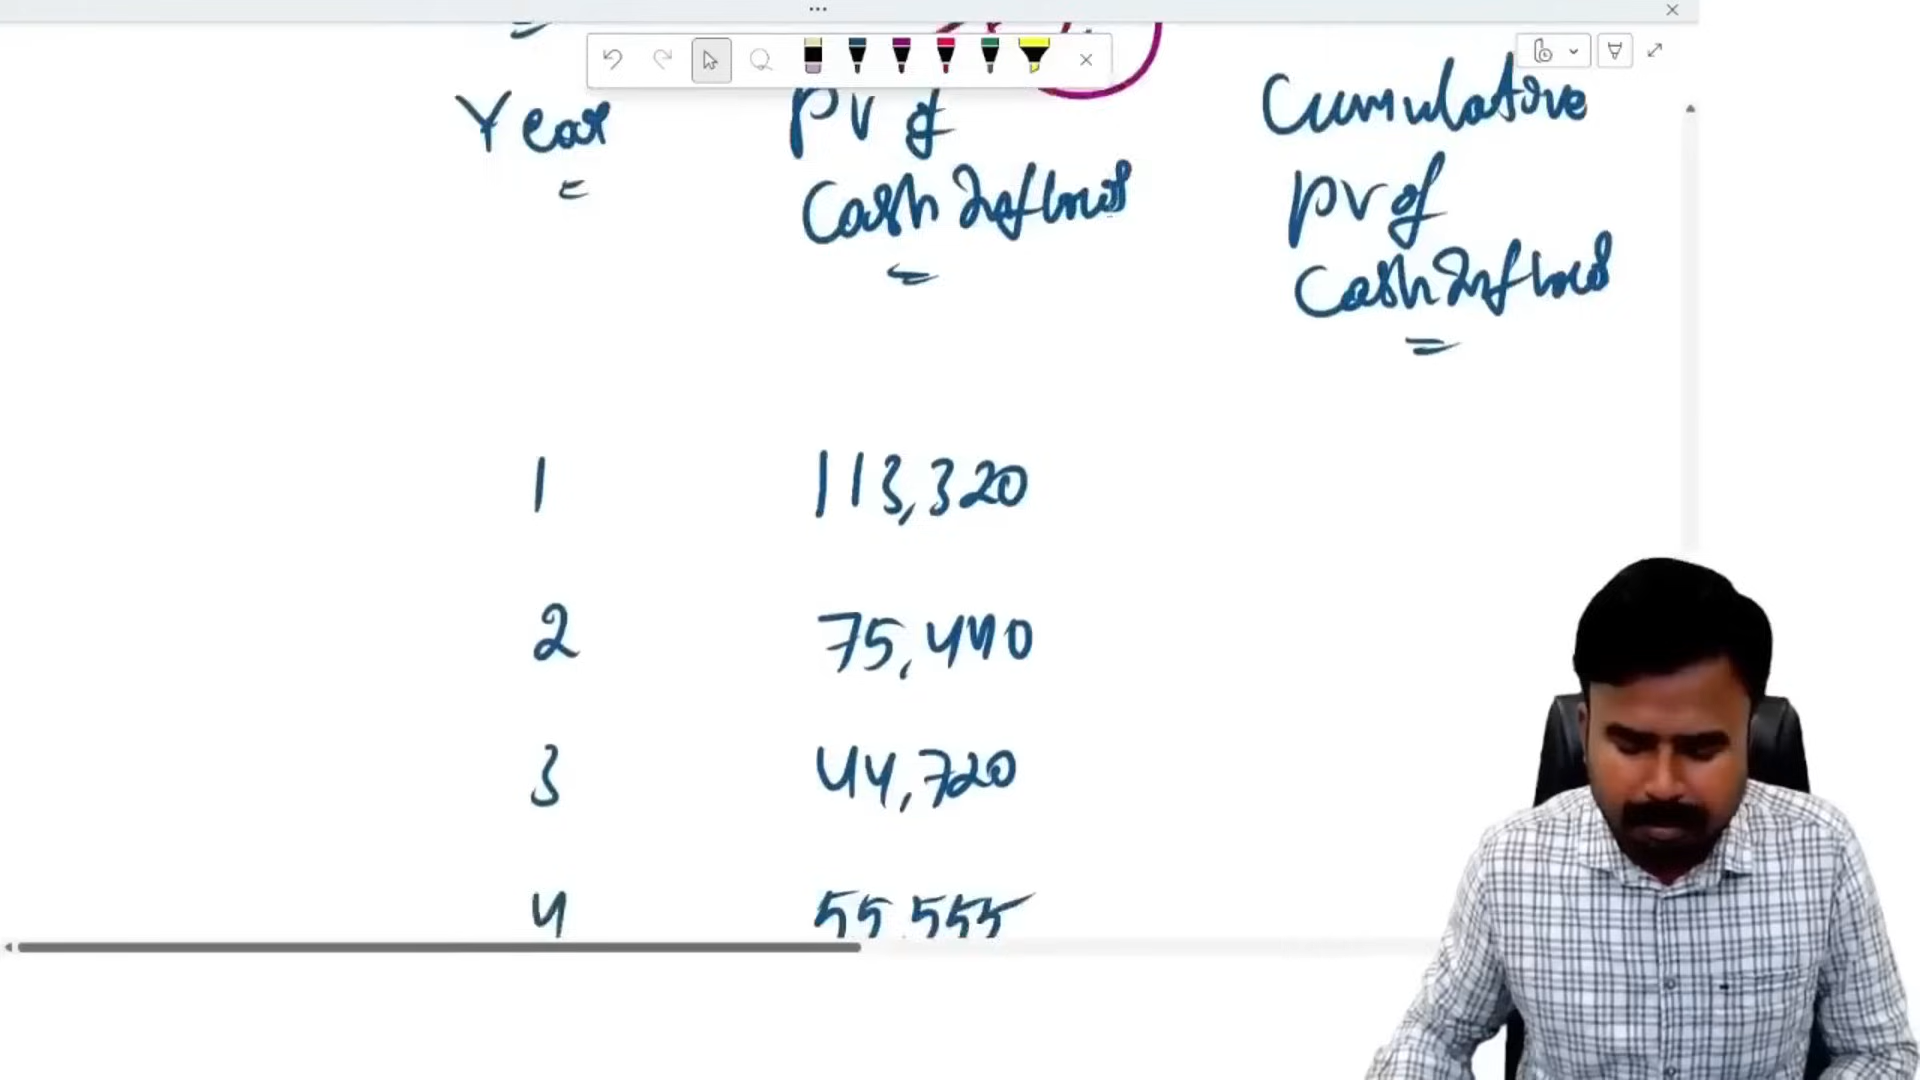 Year
PV of
Cash Inflows
Cumulative
PV of
Cash Inflows
1 113,320
2 75,440
3 44,720
4 55,555